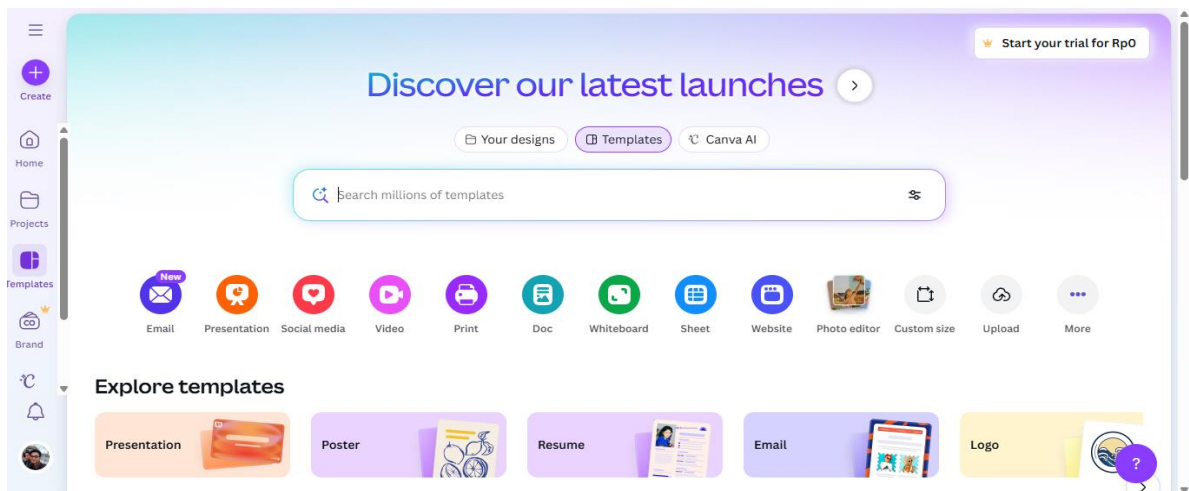 Start your trial for Rp0
Create
Discover our latest launches
Your designs
Templates
Canva AI
Home
Search millions of templates
Projects
Templates
New
Email
Presentation
Social media
Video
Print
Doc
Whiteboard
Sheet
Website
Photo editor
Custom size
Upload
More
Brand
Explore templates
Presentation
Poster
Resume
Email
Logo
?